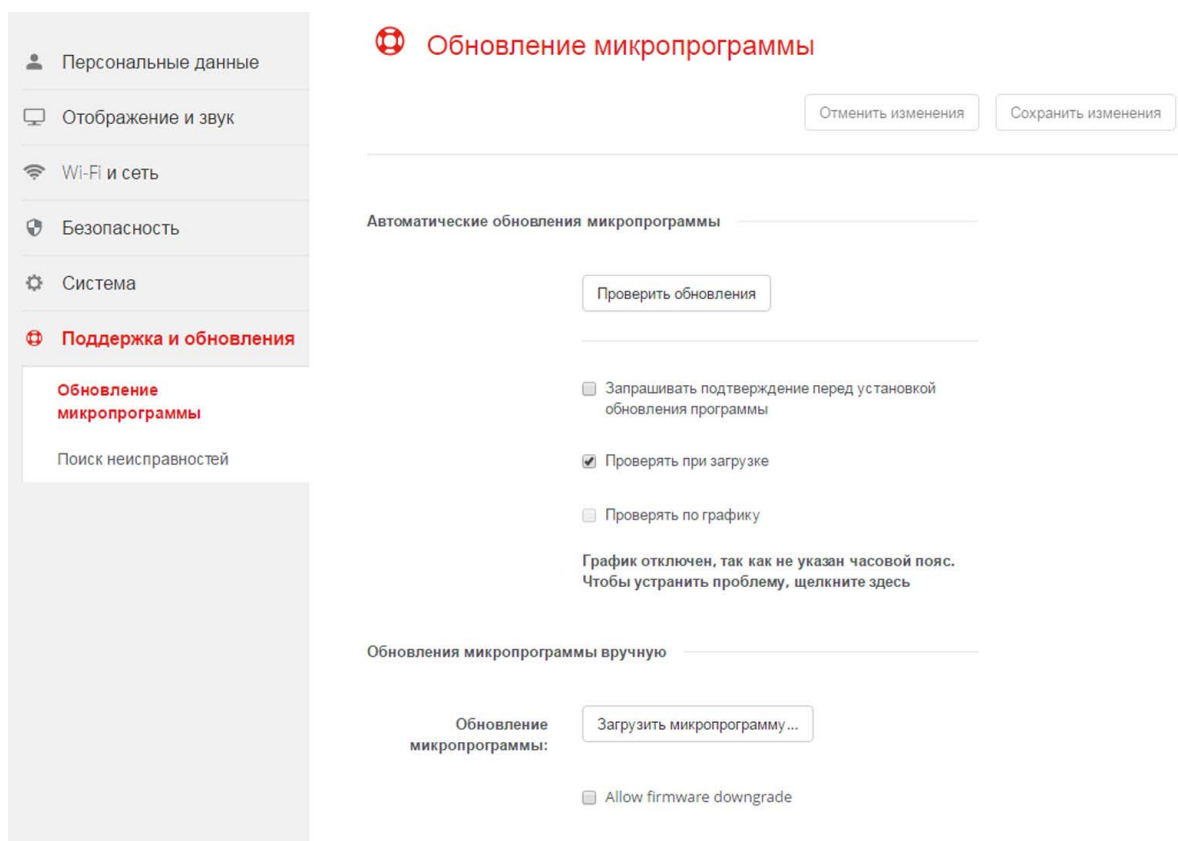 Персональные данные
Отображение и звук
Wi-Fi и сеть
Безопасность
Система
Поддержка и обновления
Обновление
микропрограммы
Поиск неисправностей
Обновление микропрограммы
Отменить изменения
Сохранить изменения
Автоматические обновления микропрограммы
Проверить обновления
Запрашивать подтверждение перед установкой
обновления программы
Проверять при загрузке
Проверять по графику
График отключен, так как не указан часовой пояс.
Чтобы устранить проблему, щелкните здесь
Обновления микропрограммы вручную
Обновление
микропрограммы:
Загрузить микропрограмму...
Allow firmware downgrade